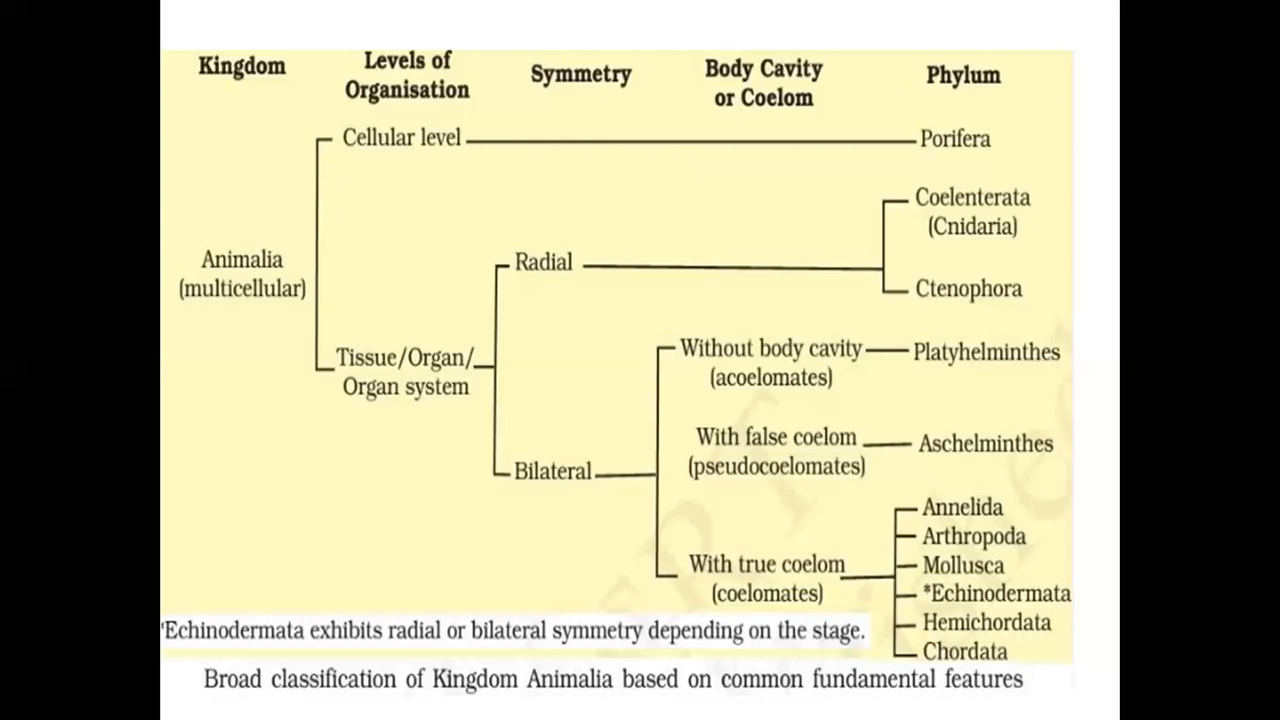 Kingdom
Levels of
Organisation
Symmetry
Body Cavity
or Coelom
Phylum
Cellular level
Porifera
Coelenterata
(Cnidaria)
Animalia
(multicellular)
Radial
Ctenophora
Tissue/Organ/
Organ system
Without body cavity
(acoelomates)
Platyhelminthes
With false coelom
(pseudocoelomates)
Aschelminthes
Bilateral
With true coelom
(coelomates)
Annelida
Arthropoda
Mollusca
*Echinodermata
Hemichordata
Chordata
*Echinodermata exhibits radial or bilateral symmetry depending on the stage.
Broad classification of Kingdom Animalia based on common fundamental features